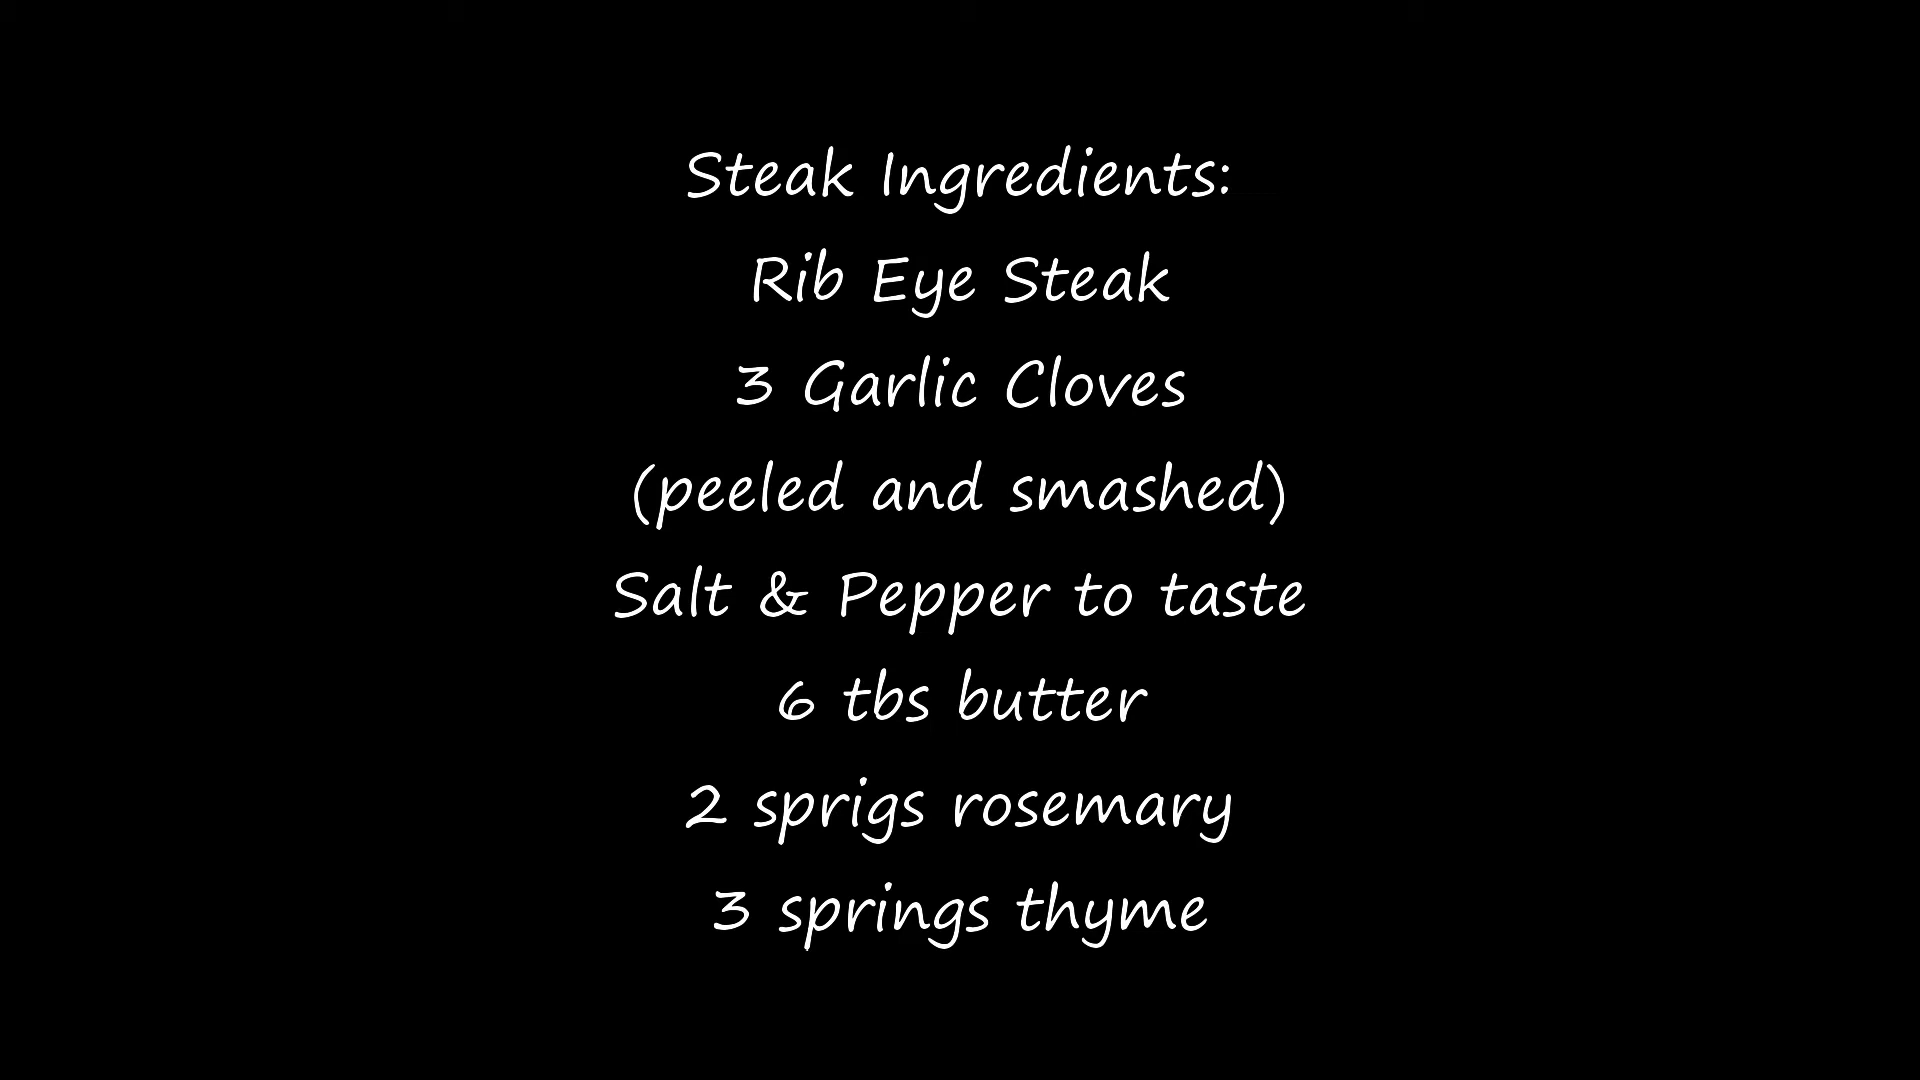 Steak Ingredients:
Rib Eye Steak
3 Garlic Cloves
(peeled and smashed)
Salt & Pepper to taste
6 tbs butter
2 sprigs rosemary
3 springs thyme